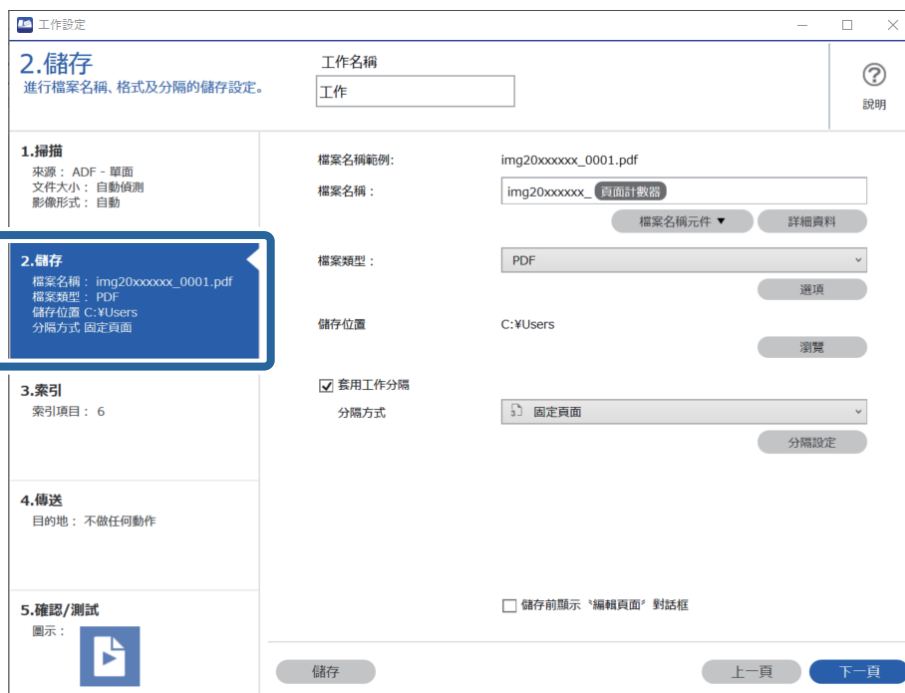 工作設定
2.儲存
進行檔案名稱、格式及分隔的儲存設定。
工作名稱
工作
說明
1.掃描
來源： ADF - 單面
文件大小： 自動偵測
影像形式： 自動
2.儲存
檔案名稱： img20xxxxxx_0001.pdf
檔案類型： PDF
儲存位置 C:¥Users
分隔方式 固定頁面
3.索引
索引項目： 6
4.傳送
目的地： 不做任何動作
5.確認/測試
圖示：
檔案名稱範例: img20xxxxxx_0001.pdf
檔案名稱： img20xxxxxx_ 頁面計數器
檔案名稱元件 ▼ 詳細資料
檔案類型： PDF
選項
儲存位置 C:¥Users
瀏覽
套用工作分隔
分隔方式 固定頁面
分隔設定
儲存前顯示〝編輯頁面〞對話框
儲存 上一頁 下一頁